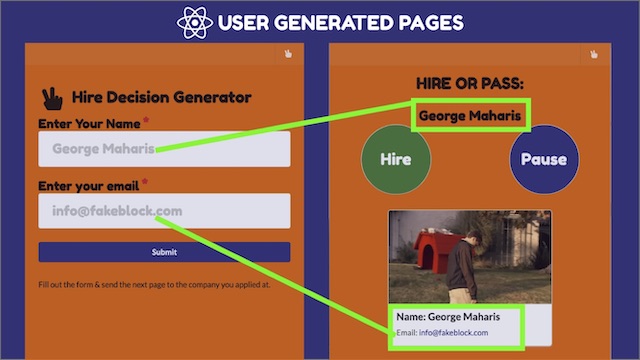 USER GENERATED PAGES
Hire Decision Generator
Enter Your Name *
George Maharis
Enter your email *
info@fakeblock.com
Submit
Fill out the form & send the next page to the company you applied at.
HIRE OR PASS:
George Maharis
Hire
Pause
Name: George Maharis
Email: info@fakeblock.com